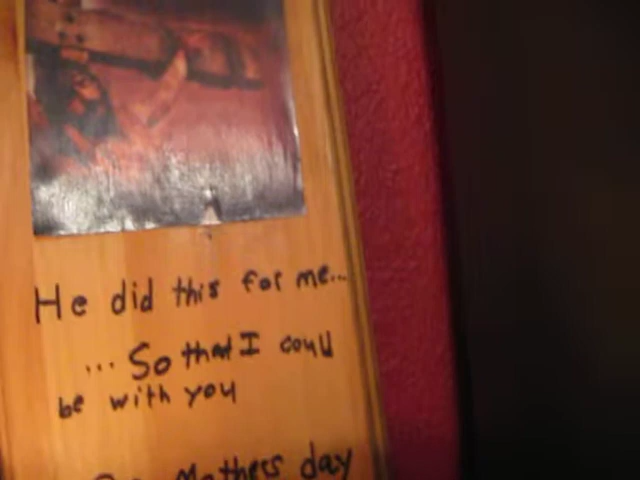 He did this for me...
... So that I could
be with you
Mothers day